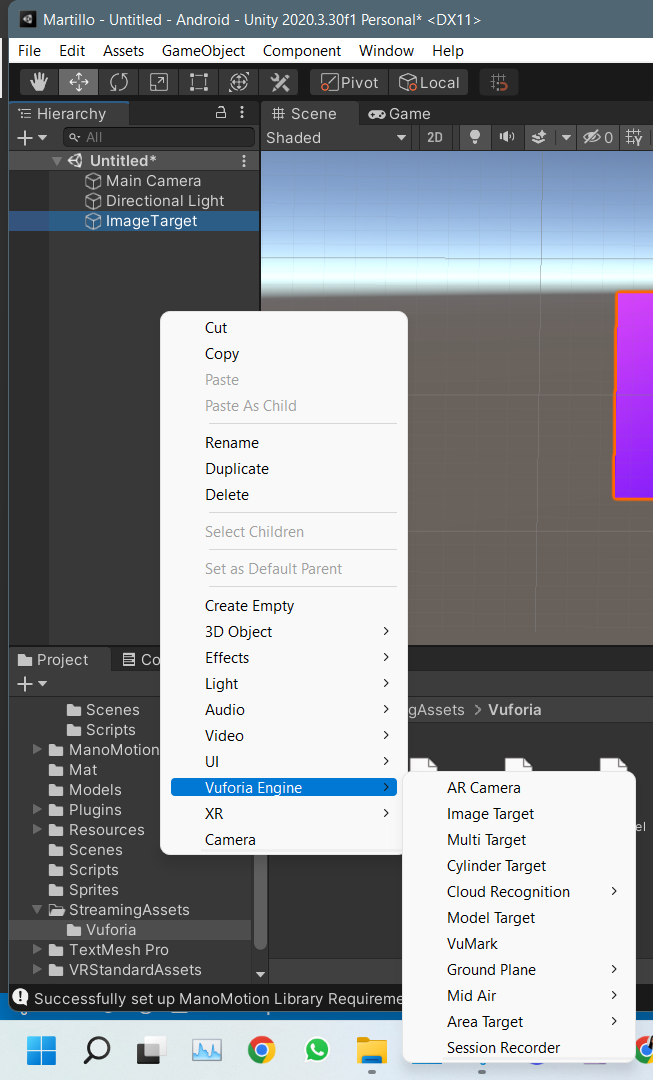 Martillo - Untitled - Android - Unity 2020.3.30f1 Personal* <DX11>
File Edit Assets GameObject Component Window Help
Pivot Local
Hierarchy
Scene Game
All
Shaded 2D 0
Untitled*
Main Camera
Directional Light
ImageTarget
Cut
Copy
Paste
Paste As Child
Rename
Duplicate
Delete
Select Children
Set as Default Parent
Create Empty
3D Object
Effects
Light
Audio
Video
UI
Vuforia Engine
XR
Camera
AR Camera
Image Target
Multi Target
Cylinder Target
Cloud Recognition
Model Target
VuMark
Ground Plane
Mid Air
Area Target
Session Recorder
Project Co
gAssets > Vuforia
el
Scenes
Scripts
ManoMotion
Mat
Models
Plugins
Resources
Scenes
Scripts
Sprites
StreamingAssets
Vuforia
TextMesh Pro
VRStandardAssets
Successfully set up ManoMotion Library Requireme